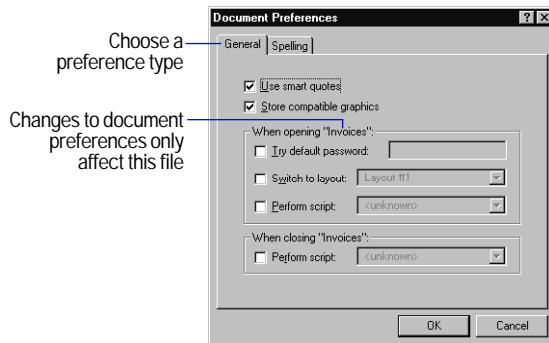 Document Preferences
Choose a
preference type
General
Spelling
Use smart quotes
Store compatible graphics
Changes to document
preferences only
affect this file
When opening "Invoices":
Try default password:
Switch to layout:
Layout #1
Perform script:
<unknown>
When closing "Invoices":
Perform script:
<unknown>
OK
Cancel